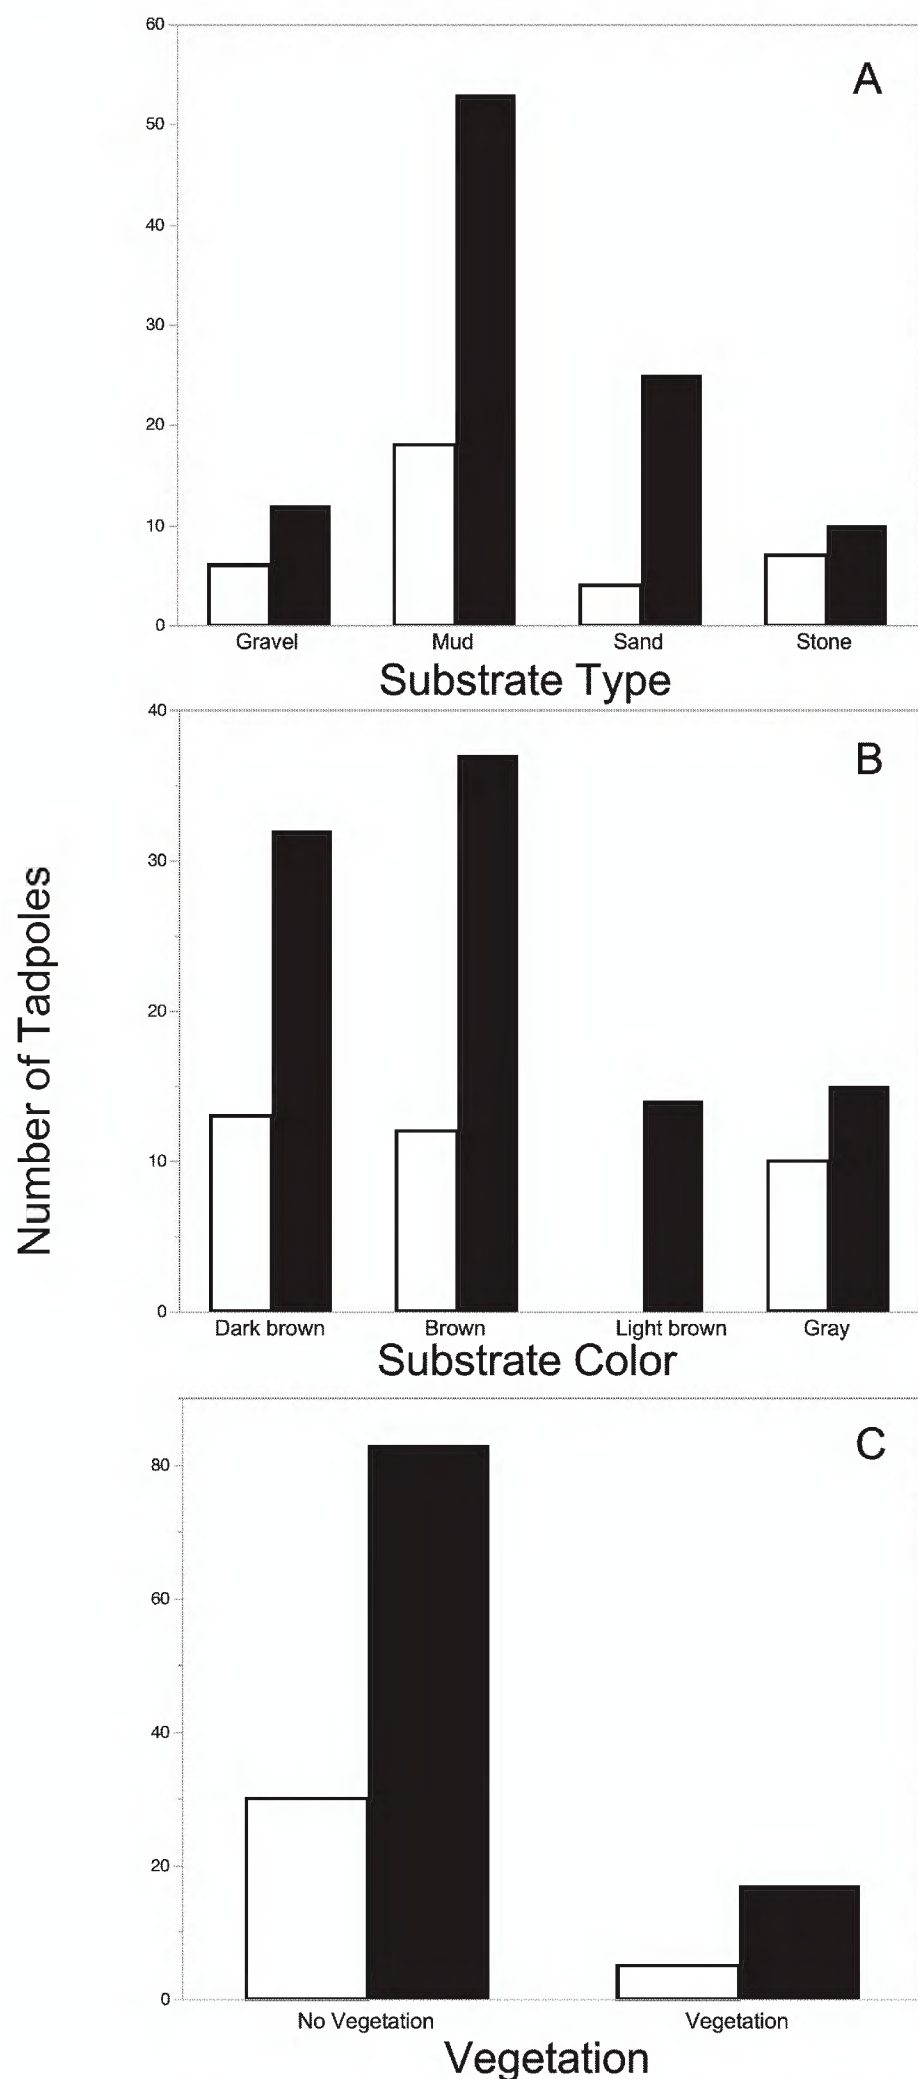 Number of Tadpoles
A
60
50
40
30
20
10
0
Gravel Mud Sand Stone
Substrate Type
B
40
30
20
10
0
Dark brown Brown Light brown Gray
Substrate Color
C
80
60
40
20
0
No Vegetation Vegetation
Vegetation